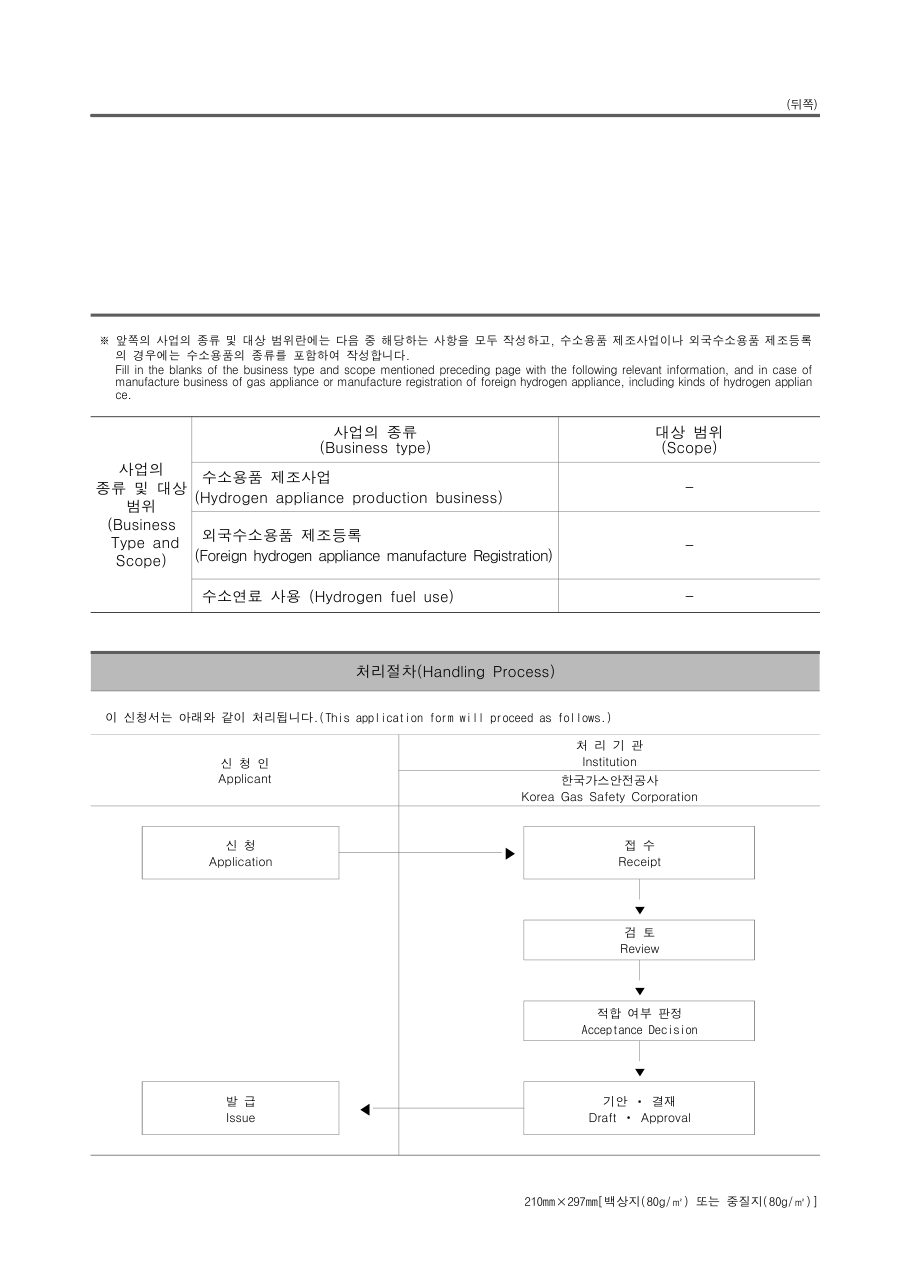 (뒤쪽)
※ 앞쪽의 사업의 종류 및 대상 범위란에는 다음 중 해당하는 사항을 모두 작성하고, 수소용품 제조사업이나 외국수소용품 제조등록
의 경우에는 수소용품의 종류를 포함하여 작성합니다.
Fill in the blanks of the business type and scope mentioned preceding page with the following relevant information, and in case of
manufacture business of gas appliance or manufacture registration of foreign hydrogen appliance, including kinds of hydrogen applian
ce.
사업의
종류 및 대상
범위
(Business
Type and
Scope)
사업의 종류
(Business type)
대상 범위
(Scope)
수소용품 제조사업
(Hydrogen appliance production business)
–
외국수소용품 제조등록
(Foreign hydrogen appliance manufacture Registration)
–
수소연료 사용 (Hydrogen fuel use)
–
처리절차(Handling Process)
이 신청서는 아래와 같이 처리됩니다.(This application form will proceed as follows.)
신 청 인
Applicant
처 리 기 관
Institution
한국가스안전공사
Korea Gas Safety Corporation
신 청
Application
▶
접 수
Receipt
▼
검 토
Review
▼
적합 여부 판정
Acceptance Decision
▼
발 급
Issue
◀
기안 · 결재
Draft · Approval
210mm×297mm[백상지(80g/㎡) 또는 중질지(80g/㎡)]